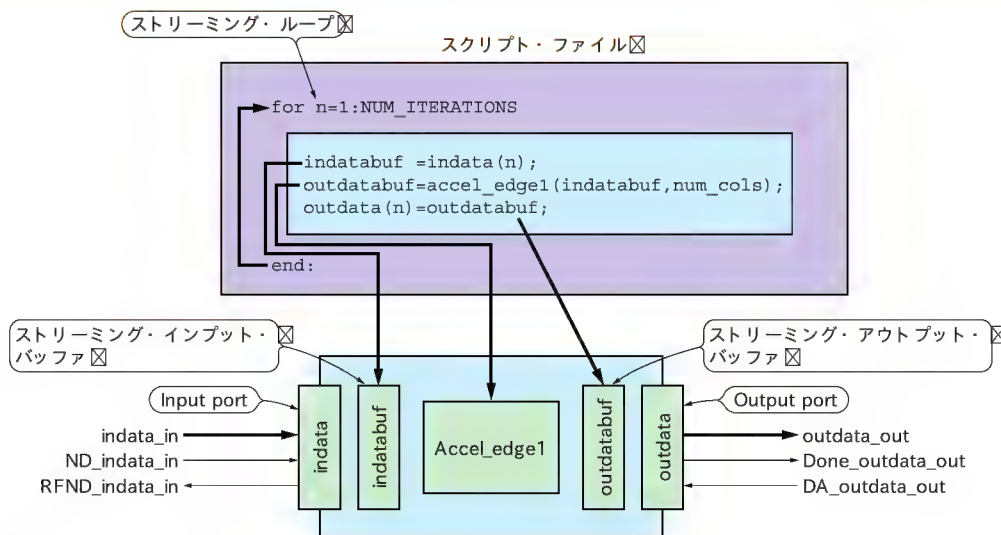 ストリーミング・ ループ
スクリプト・ファイル
for n=1:NUM_ITERATIONS
indatabuf =indata(n);
outdatabuf=accel_edge1(indatabuf,num_cols);
outdata(n)=outdatabuf;
end:
ストリーミング・インプット・
バッファ
ストリーミング・アウトプット・
バッファ
Input port
Output port
indata_in
ND_indata_in
RFND_indata_in
indata
indatabuf
Accel_edge1
outdatabuf
outdata
outdata_out
Done_outdata_out
DA_outdata_out